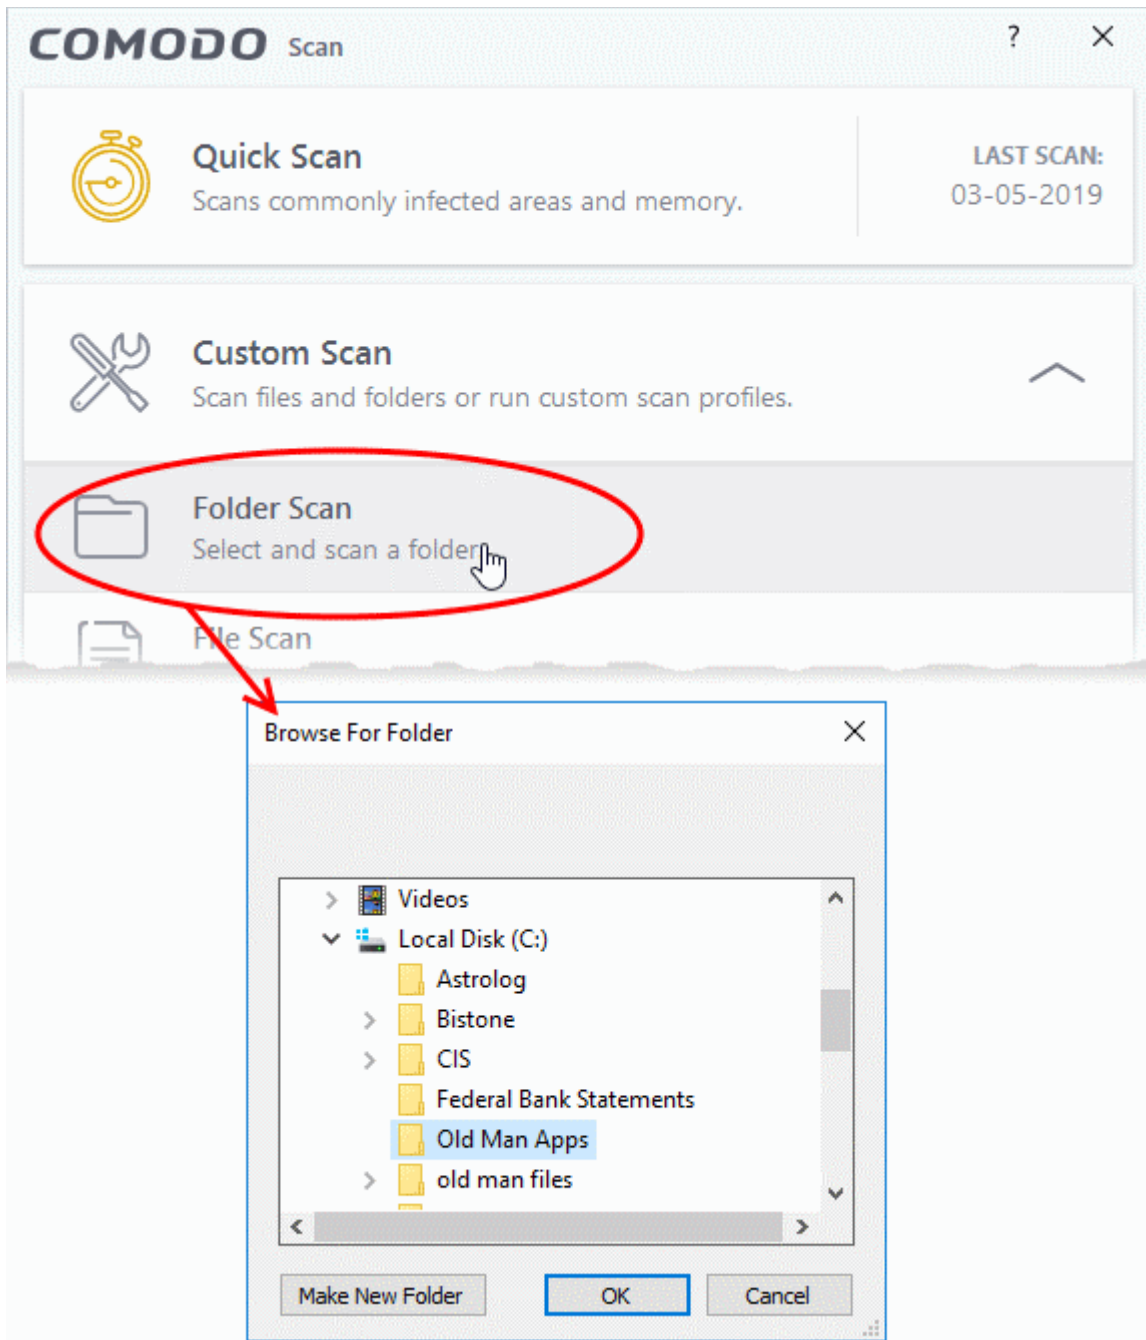 COMODO Scan ?
Quick Scan
Scans commonly infected areas and memory.
LAST SCAN:
03-05-2019
Custom Scan
Scan files and folders or run custom scan profiles.
Folder Scan
Select and scan a folder
File Scan
Browse For Folder
Videos
Local Disk (C:)
Astrolog
Bistone
CIS
Federal Bank Statements
Old Man Apps
old man files
Make New Folder OK Cancel